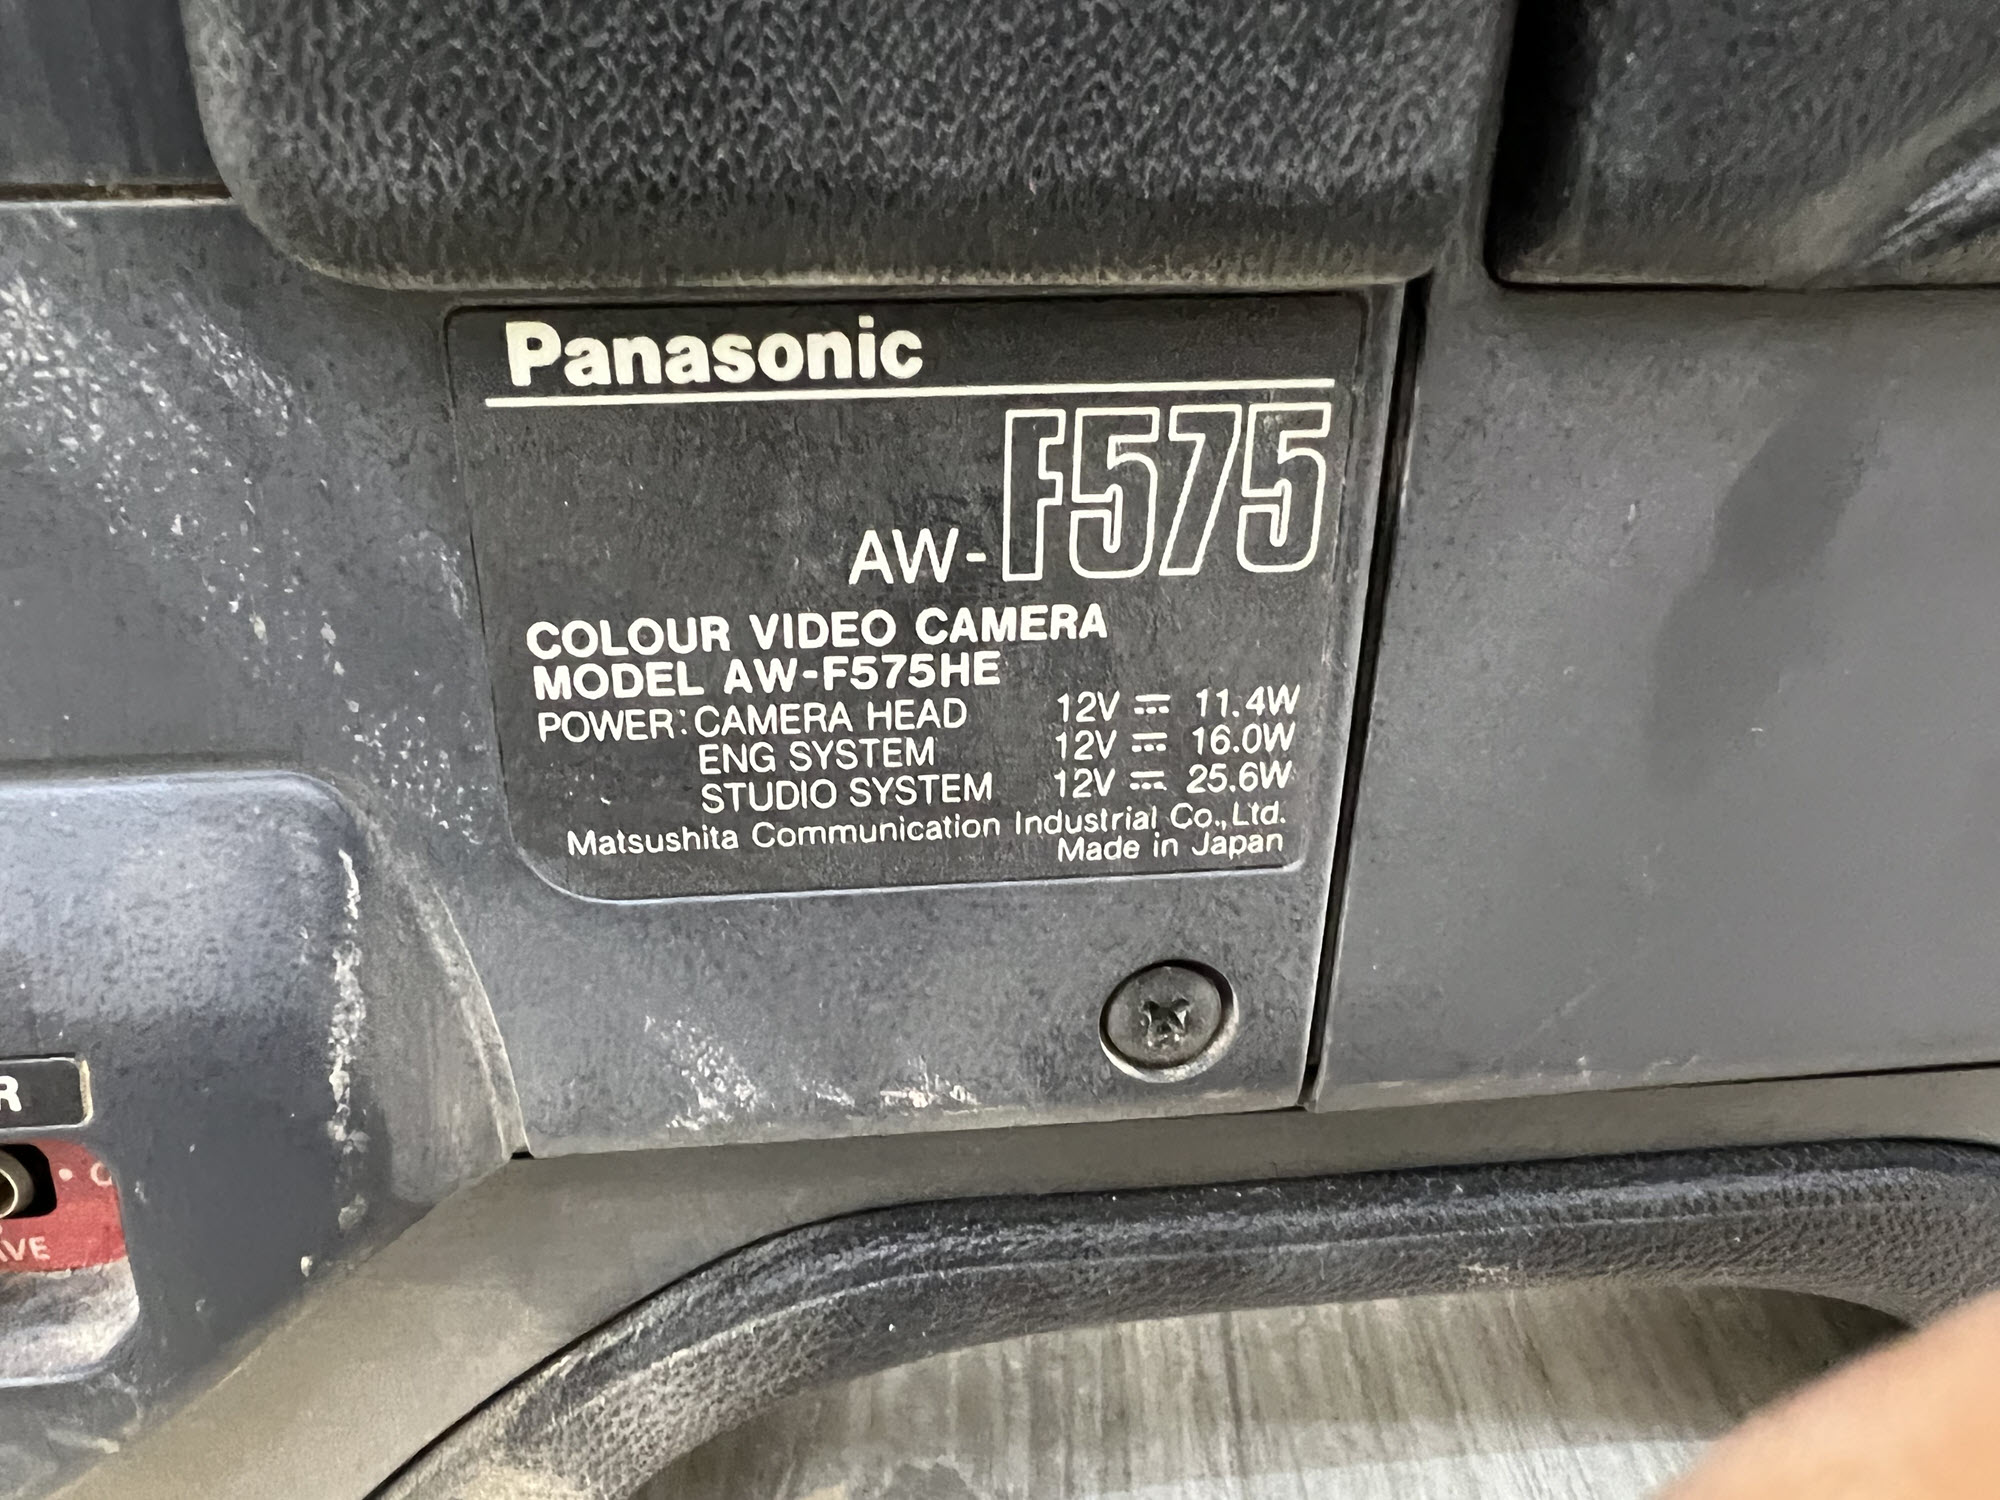 Panasonic
AW-F575
COLOUR VIDEO CAMERA
MODEL AW-F575HE
POWER: CAMERA HEAD 12V ⎓ 11.4W
ENG SYSTEM 12V ⎓ 16.0W
STUDIO SYSTEM 12V ⎓ 25.6W
Matsushita Communication Industrial Co., Ltd.
Made in Japan